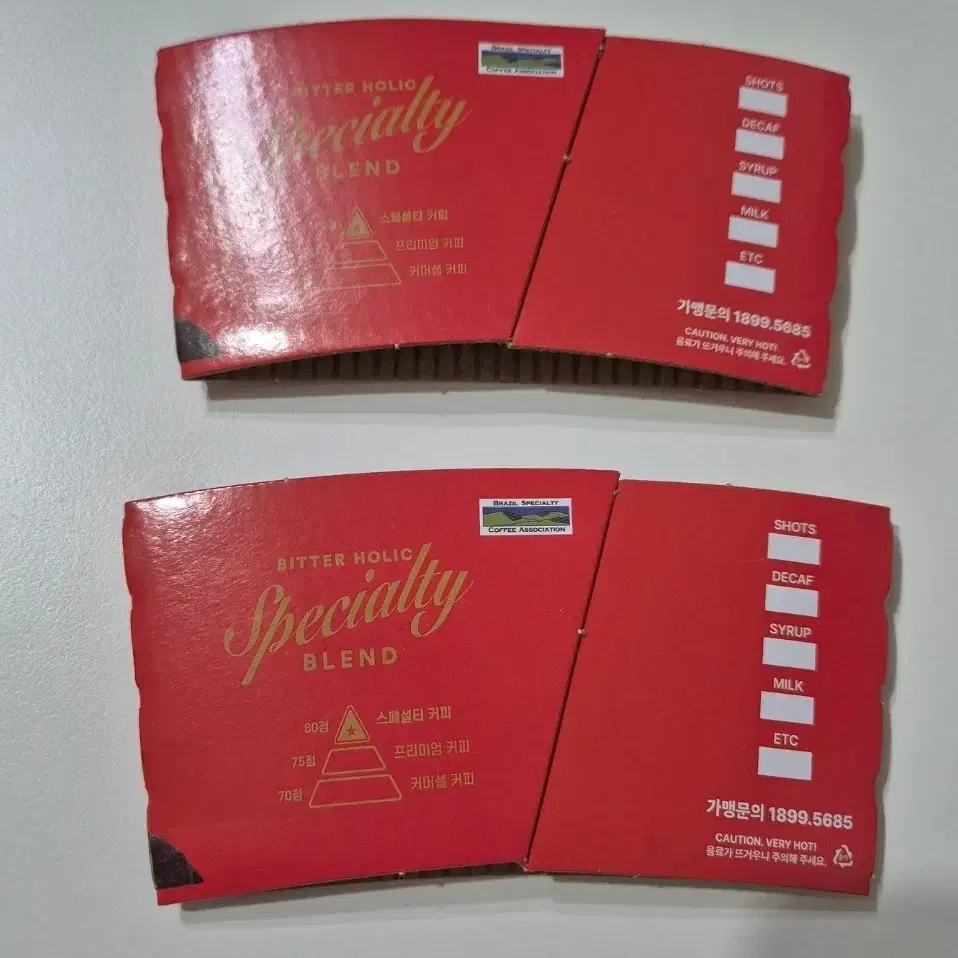 BRAZIL SPECIALTY
COFFEE ASSOCIATION
BITTER HOLIC
Specialty
BLEND
스페셜티 커피
프리미엄 커피
커머셜 커피
SHOTS
DECAF
SYRUP
MILK
ETC
가맹문의 1899.5685
CAUTION. VERY HOT!
음료가 뜨거우니 주의해 주세요.
BRAZIL SPECIALTY
COFFEE ASSOCIATION
BITTER HOLIC
Specialty
BLEND
80점 스페셜티 커피
75점 프리미엄 커피
70점 커머셜 커피
SHOTS
DECAF
SYRUP
MILK
ETC
가맹문의 1899.5685
CAUTION. VERY HOT!
음료가 뜨거우니 주의해 주세요.